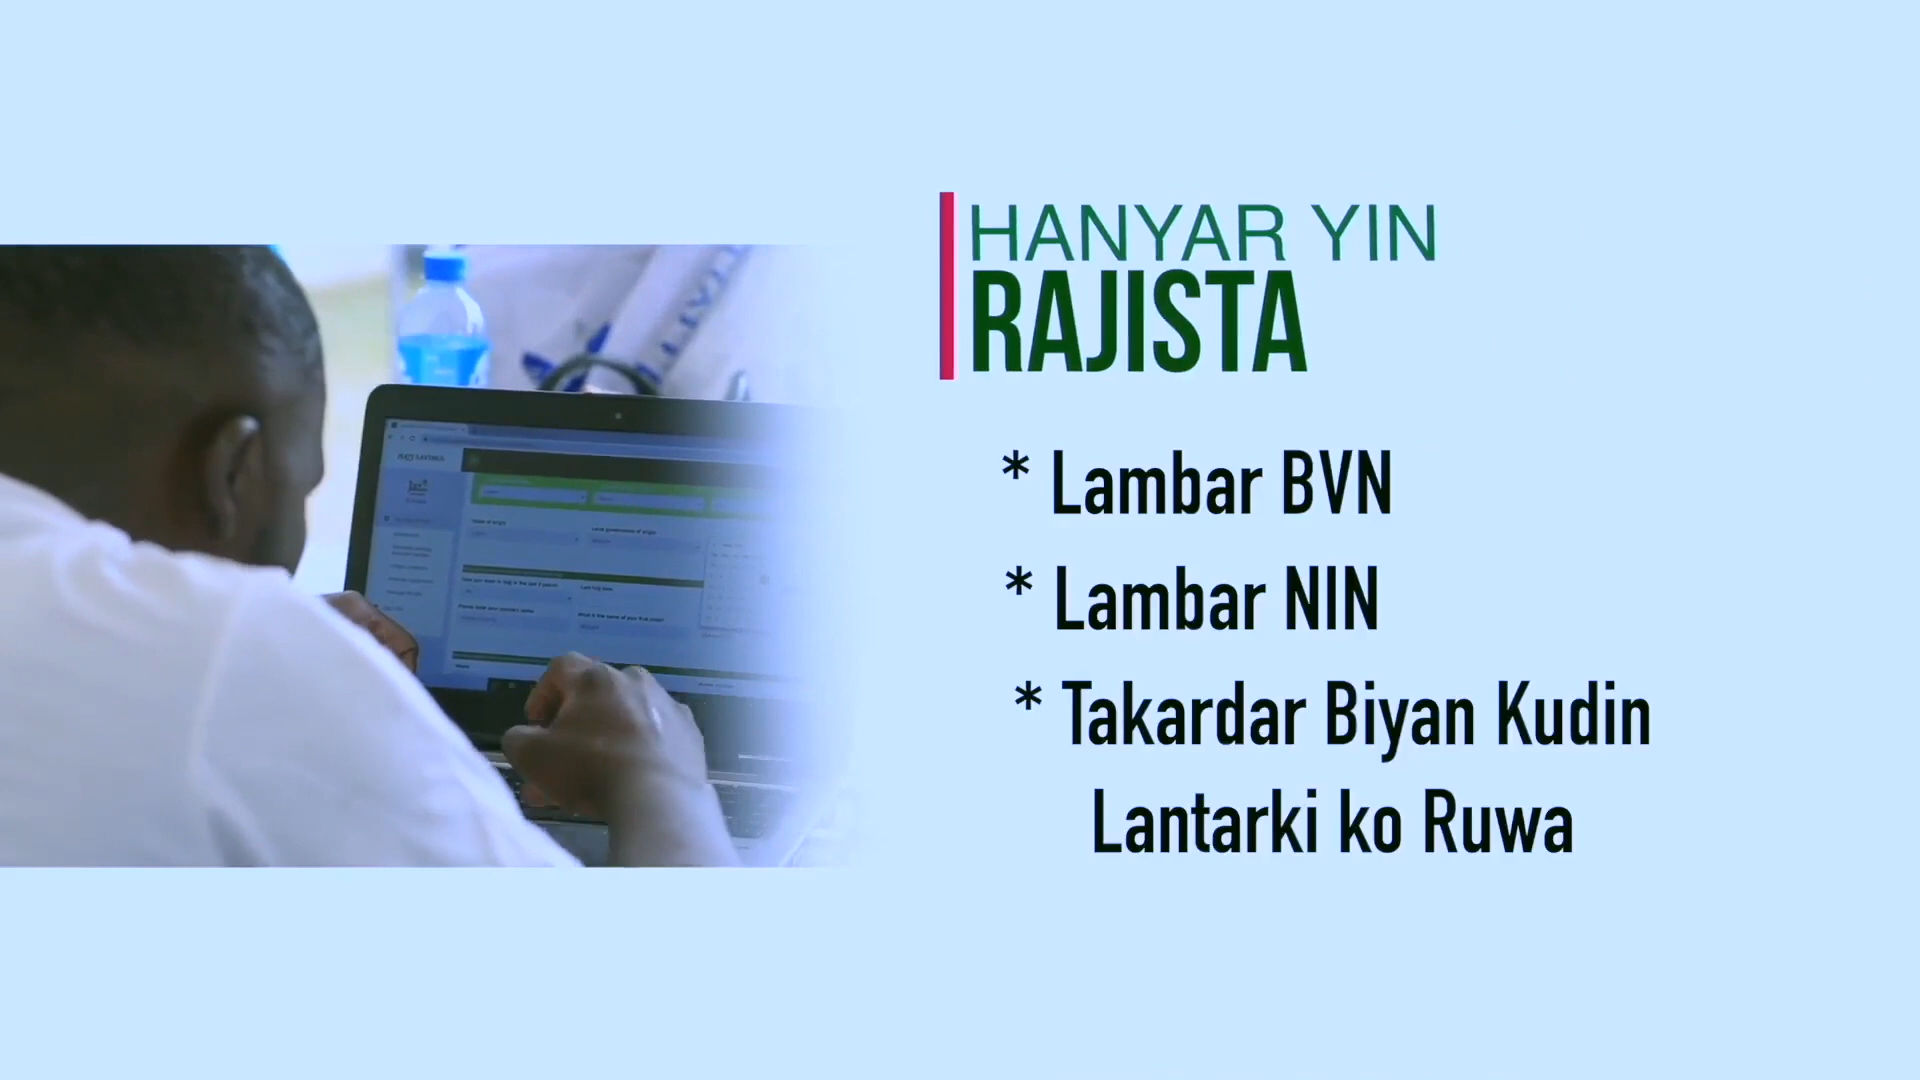 HANYAR YIN
RAJISTA
* Lambar BVN
* Lambar NIN
* Takardar Biyan Kudin
Lantarki ko Ruwa